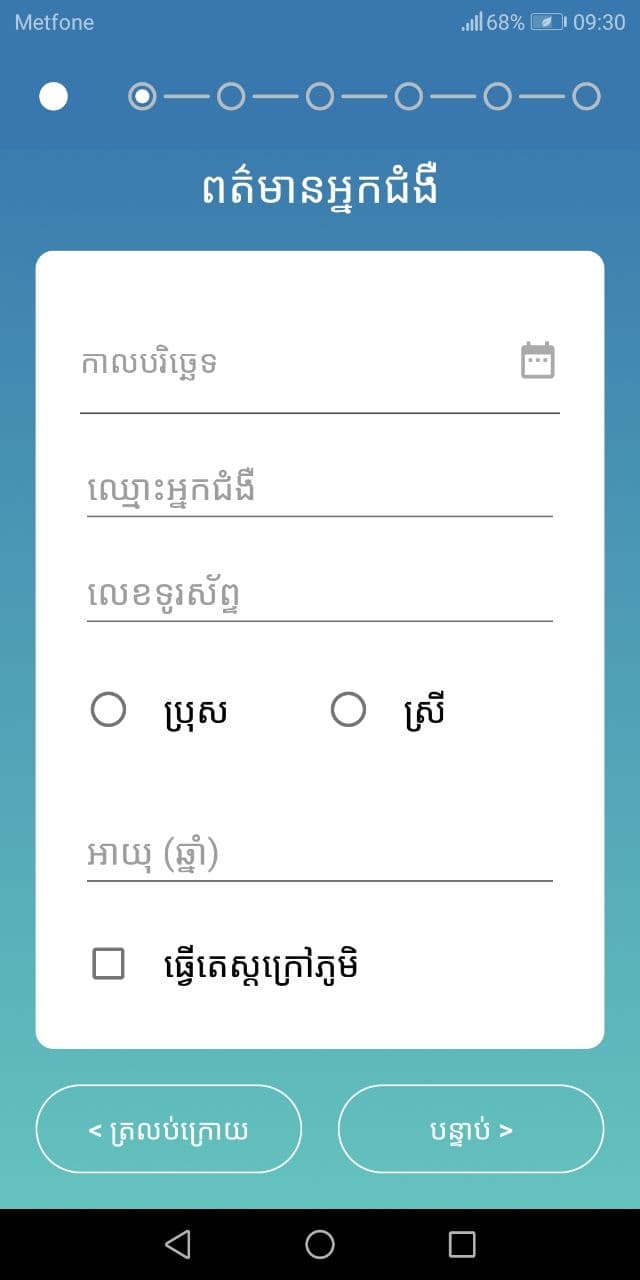 Metfone 68% 09:30
ពត៌មានអ្នកជំងឺ
កាលបរិច្ឆេទ
ឈ្មោះអ្នកជំងឺ
លេខទូរស័ព្ទ
ប្រុស ស្រី
អាយុ (ឆ្នាំ)
ធ្វើតេស្តក្រៅភូមិ
< ត្រលប់ក្រោយ បន្ទាប់ >